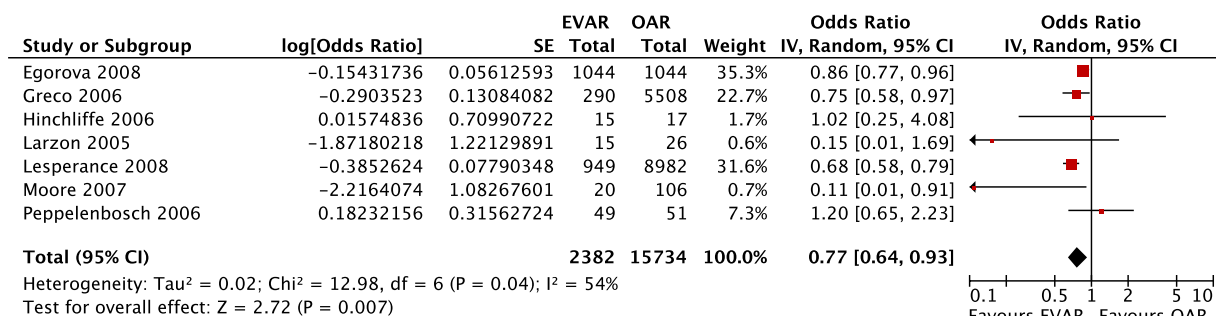 EVAR OAR Odds Ratio Odds Ratio
Study or Subgroup log[Odds Ratio] SE Total Total Weight IV, Random, 95% CI IV, Random, 95% CI
Egorova 2008 −0.15431736 0.05612593 1044 1044 35.3% 0.86 [0.77, 0.96]
Greco 2006 −0.2903523 0.13084082 290 5508 22.7% 0.75 [0.58, 0.97]
Hinchliffe 2006 0.01574836 0.70990722 15 17 1.7% 1.02 [0.25, 4.08]
Larzon 2005 −1.87180218 1.22129891 15 26 0.6% 0.15 [0.01, 1.69]
Lesperance 2008 −0.3852624 0.07790348 949 8982 31.6% 0.68 [0.58, 0.79]
Moore 2007 −2.2164074 1.08267601 20 106 0.7% 0.11 [0.01, 0.91]
Peppelenbosch 2006 0.18232156 0.31562724 49 51 7.3% 1.20 [0.65, 2.23]
Total (95% CI) 2382 15734 100.0% 0.77 [0.64, 0.93]
Heterogeneity: Tau² = 0.02; Chi² = 12.98, df = 6 (P = 0.04); I² = 54%
Test for overall effect: Z = 2.72 (P = 0.007)
0.1 0.5 1 2 5 10
Favours EVAR Favours OAR